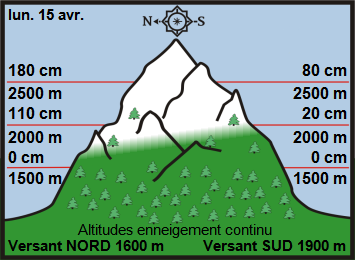 lun. 15 avr.
N S
180 cm 80 cm
2500 m 2500 m
110 cm 20 cm
2000 m 2000 m
0 cm 0 cm
1500 m 1500 m
Altitudes enneigement continu
Versant NORD 1600 m Versant SUD 1900 m